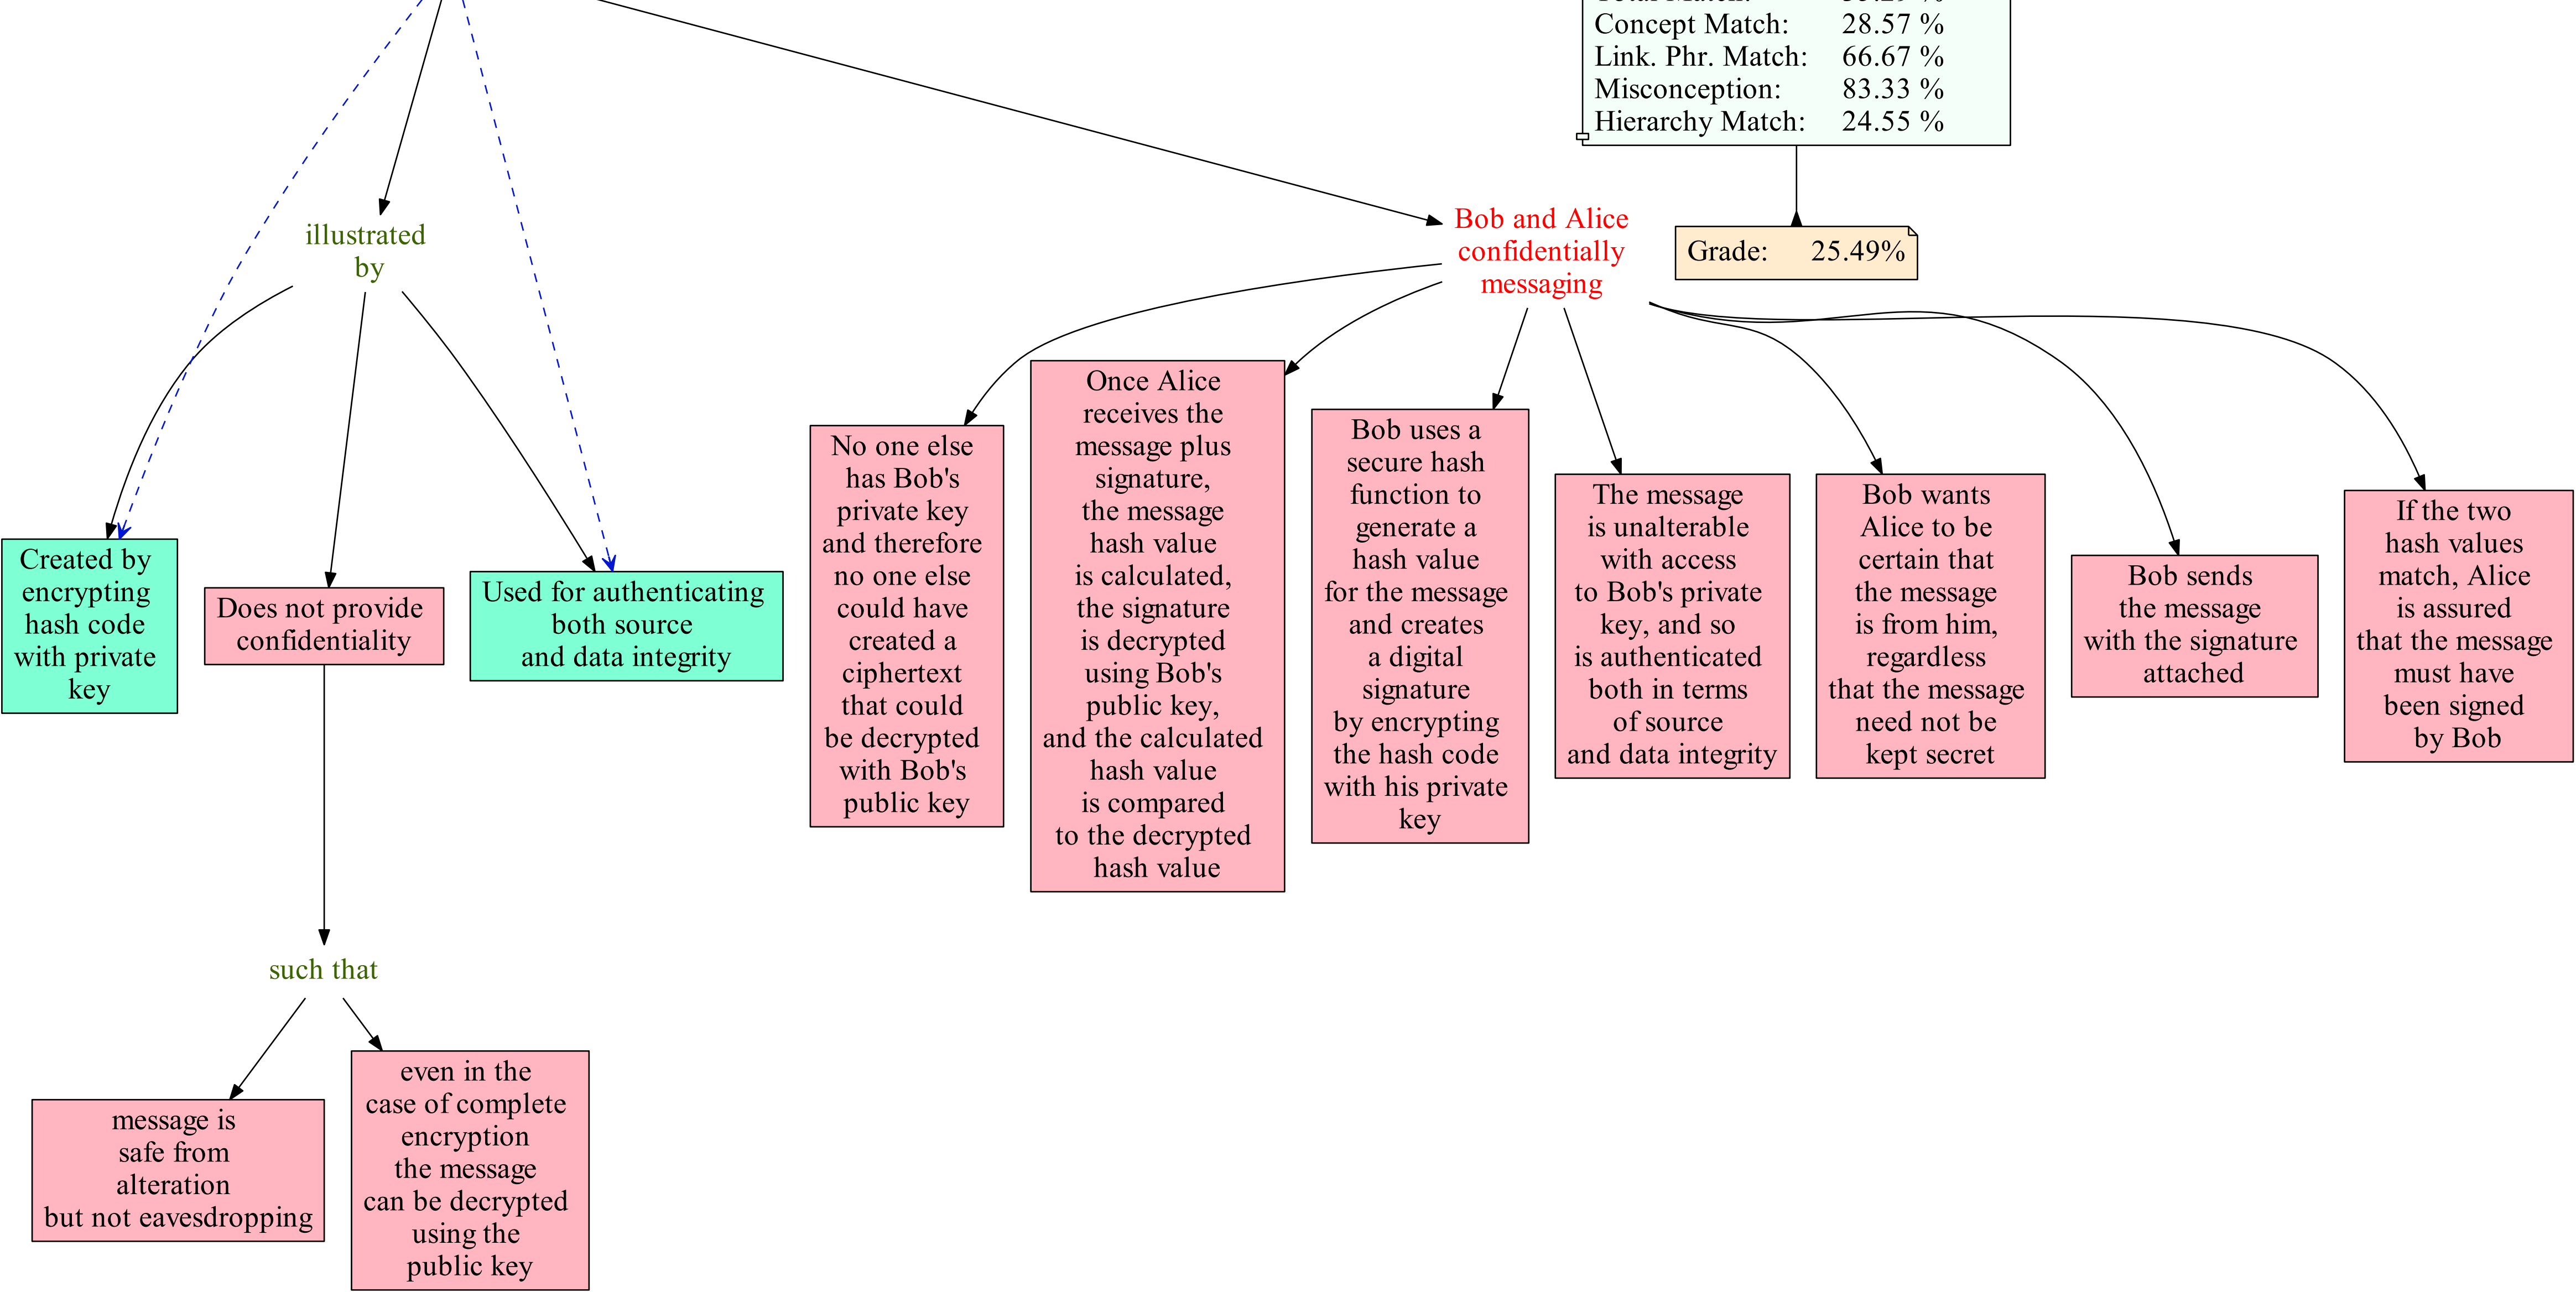 Concept Match: 28.57 %
Link. Phr. Match: 66.67 %
Misconception: 83.33 %
Hierarchy Match: 24.55 %
Grade: 25.49%
illustrated
by
Bob and Alice
confidentially
messaging
Created by
encrypting
hash code
with private
key
Does not provide
confidentiality
Used for authenticating
both source
and data integrity
No one else
has Bob's
private key
and therefore
no one else
could have
created a
ciphertext
that could
be decrypted
with Bob's
public key
Once Alice
receives the
message plus
signature,
the message
hash value
is calculated,
the signature
is decrypted
using Bob's
public key,
and the calculated
hash value
is compared
to the decrypted
hash value
Bob uses a
secure hash
function to
generate a
hash value
for the message
and creates
a digital
signature
by encrypting
the hash code
with his private
key
The message
is unalterable
with access
to Bob's private
key, and so
is authenticated
both in terms
of source
and data integrity
Bob wants
Alice to be
certain that
the message
is from him,
regardless
that the message
need not be
kept secret
Bob sends
the message
with the signature
attached
If the two
hash values
match, Alice
is assured
that the message
must have
been signed
by Bob
such that
message is
safe from
alteration
but not eavesdropping
even in the
case of complete
encryption
the message
can be decrypted
using the
public key